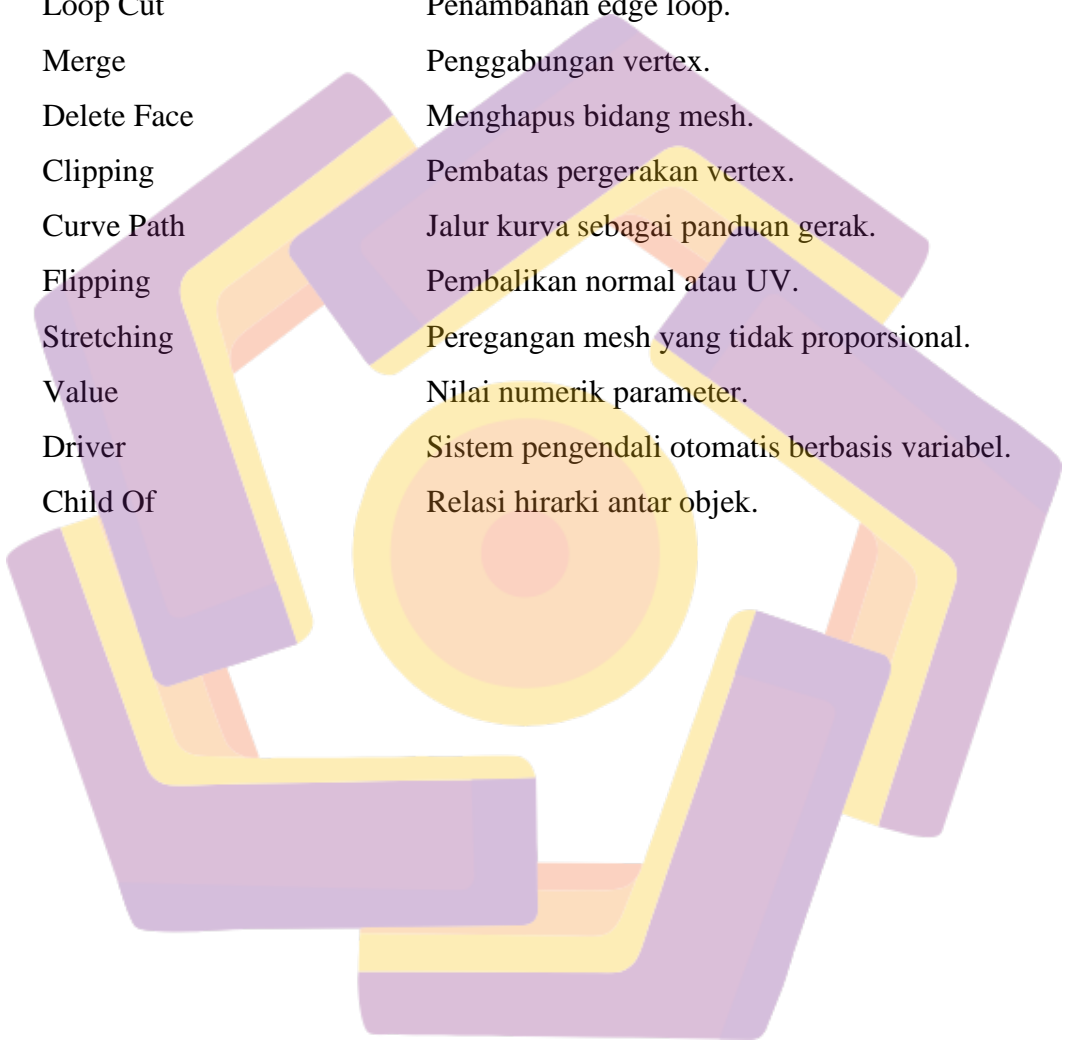 Loop Cut Penambahan edge loop.
Merge Penggabungan vertex.
Delete Face Menghapus bidang mesh.
Clipping Pembatas pergerakan vertex.
Curve Path Jalur kurva sebagai panduan gerak.
Flipping Pembalikan normal atau UV.
Stretching Peregangan mesh yang tidak proporsional.
Value Nilai numerik parameter.
Driver Sistem pengendali otomatis berbasis variabel.
Child Of Relasi hirarki antar objek.